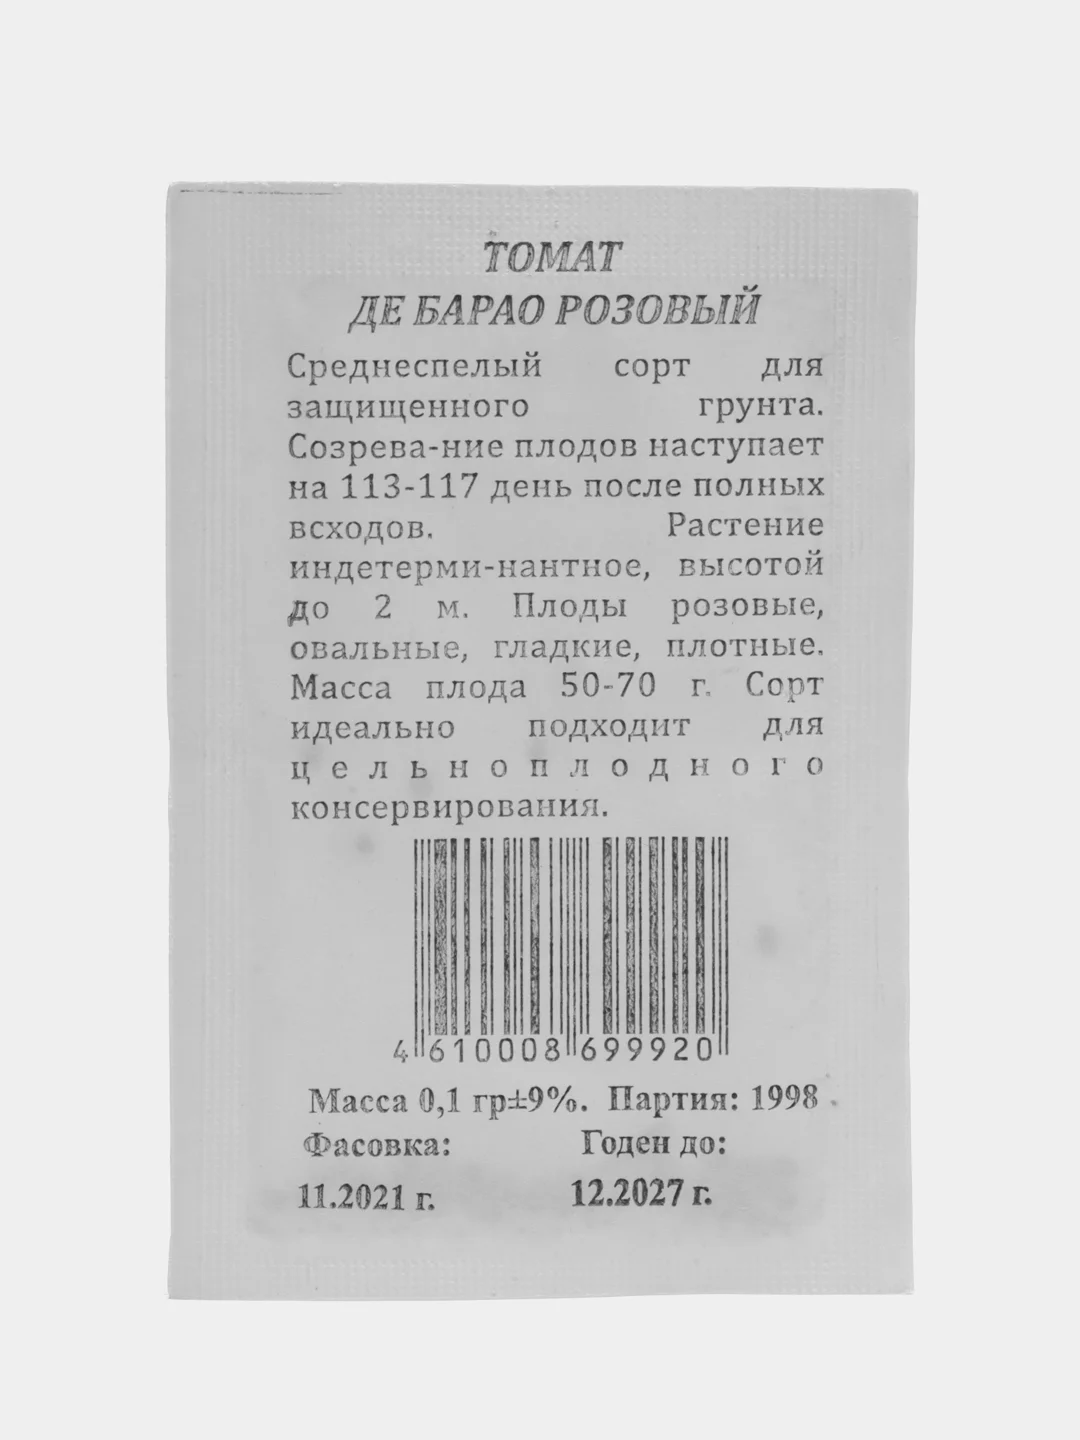 ТОМАТ
ДЕ БАРАО РОЗОВЫЙ
Среднеспелый сорт для
защищенного грунта.
Созрева-ние плодов наступает
на 113-117 день после полных
всходов. Растение
индетерми-нантное, высотой
до 2 м. Плоды розовые,
овальные, гладкие, плотные.
Масса плода 50-70 г. Сорт
идеально подходит для
цельноплодного
консервирования.
4 610008 699920
Масса 0,1 гр±9%. Партия: 1998
Фасовка: Годен до:
11.2021 г. 12.2027 г.